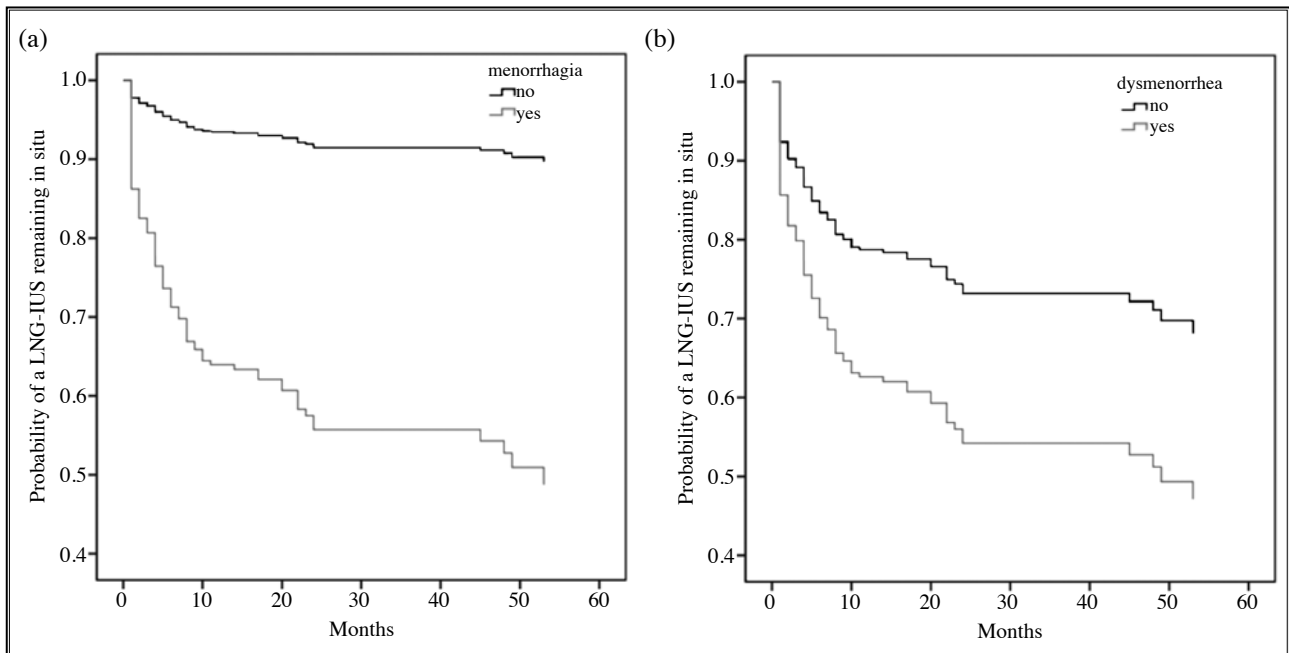 (a)
menorrhagia
no
yes
Probability of a LNG-IUS remaining in situ
1.0
0.9
0.8
0.7
0.6
0.5
0.4
0 10 20 30 40 50 60
Months
(b)
dysmenorrhea
no
yes
Probability of a LNG-IUS remaining in situ
1.0
0.9
0.8
0.7
0.6
0.5
0.4
0 10 20 30 40 50 60
Months